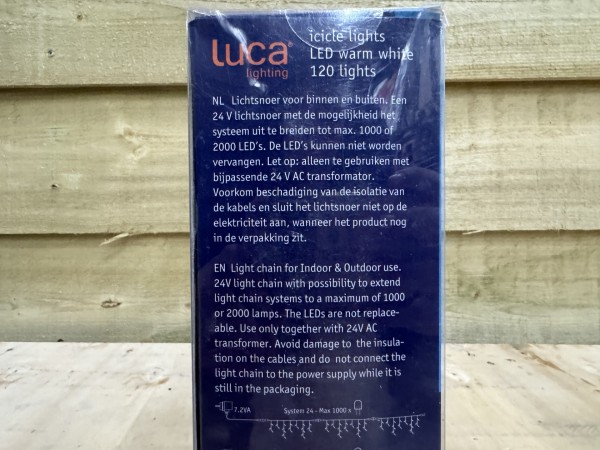 luca®
lighting
icicle lights
LED warm white
120 lights
NL Lichtsnoer voor binnen en buiten. Een
24 V lichtsnoer met de mogelijkheid het
systeem uit te breiden tot max. 1000 of
2000 LED's. De LED's kunnen niet worden
vervangen. Let op: alleen te gebruiken met
bijpassende 24 V AC transformator.
Voorkom beschadiging van de isolatie van
de kabels en sluit het lichtsnoer niet op de
elektriciteit aan, wanneer het product nog
in de verpakking zit.
EN Light chain for Indoor & Outdoor use.
24V light chain with possibility to extend
light chain systems to a maximum of 1000
or 2000 lamps. The LEDs are not replace-
able. Use only together with 24V AC
transformer. Avoid damage to the insula-
tion on the cables and do not connect the
light chain to the power supply while it is
still in the packaging.
7.2VA
System 24 - Max 1000 x